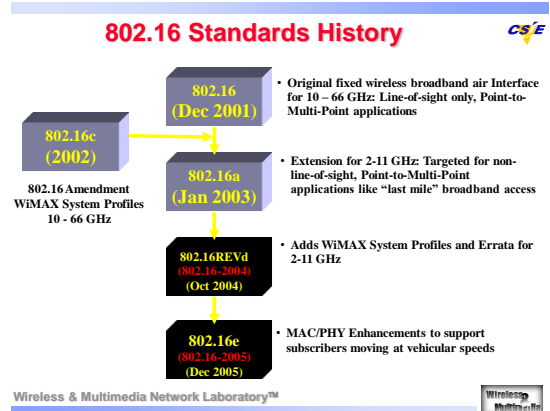 802.16 Standards History
CS/E
802.16
(Dec 2001)
• Original fixed wireless broadband air Interface
for 10 – 66 GHz: Line-of-sight only, Point-to-
Multi-Point applications
802.16c
(2002)
802.16 Amendment
WiMAX System Profiles
10 - 66 GHz
802.16a
(Jan 2003)
• Extension for 2-11 GHz: Targeted for non-
line-of-sight, Point-to-Multi-Point
applications like “last mile” broadband access
802.16REVd
(802.16-2004)
(Oct 2004)
• Adds WiMAX System Profiles and Errata for
2-11 GHz
802.16e
(802.16-2005)
(Dec 2005)
• MAC/PHY Enhancements to support
subscribers moving at vehicular speeds
Wireless & Multimedia Network Laboratory™
Wireless
Multimedia